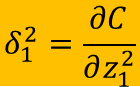 δ₁² = ∂C / ∂z₁²